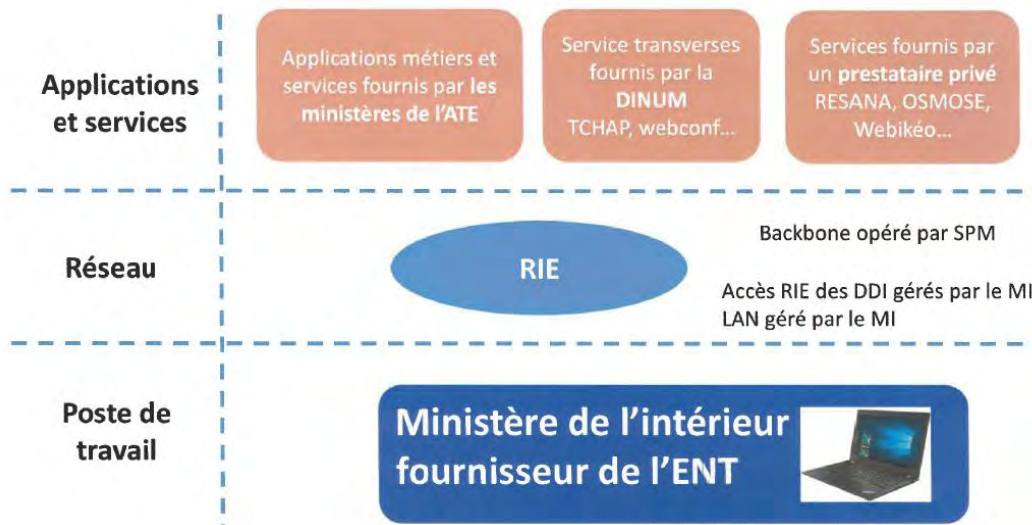 Applications
et services
Applications métiers et
services fournis par les
ministères de l'ATE
Service transverses
fournis par la
DINUM
TCHAP, webconf...
Services fournis par
un prestataire privé
RESANA, OSMOSE,
Webikéo...
Réseau
RIE
Backbone opéré par SPM
Accès RIE des DDI gérés par le MI
LAN géré par le MI
Poste de
travail
Ministère de l'intérieur
fournisseur de l'ENT